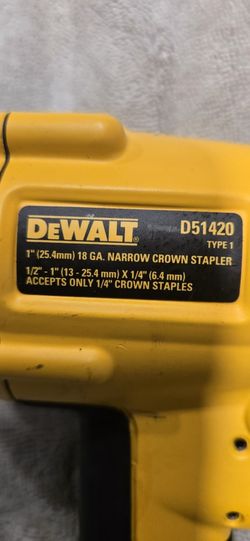 DEWALT® D51420
TYPE 1
1" (25.4mm) 18 GA. NARROW CROWN STAPLER
1/2" - 1" (13 - 25.4 mm) X 1/4" (6.4 mm)
ACCEPTS ONLY 1/4" CROWN STAPLES